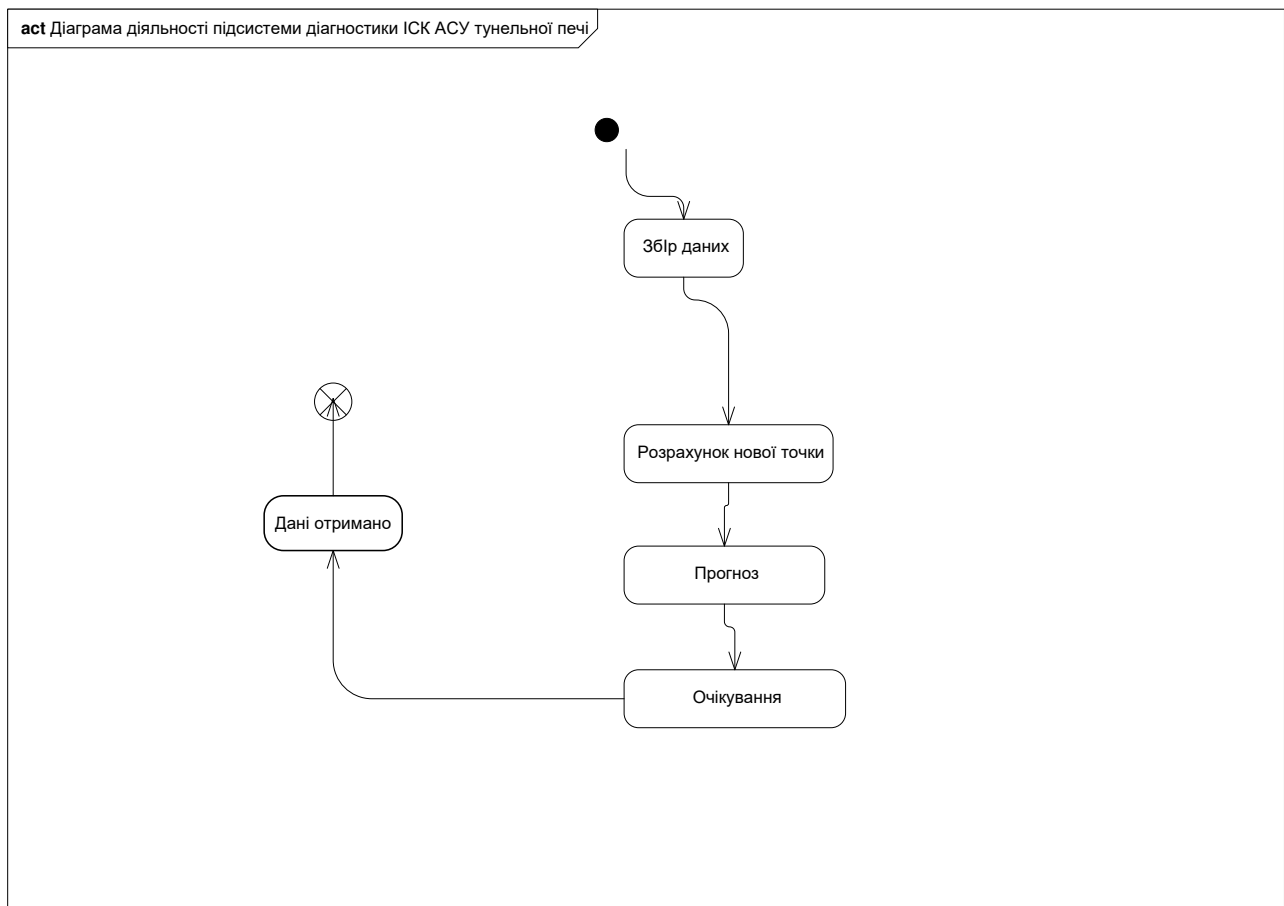 act Діаграма діяльності підсистеми діагностики ІСК АСУ тунельної печі
ЗбІр даних
Розрахунок нової точки
Дані отримано
Прогноз
Очікування